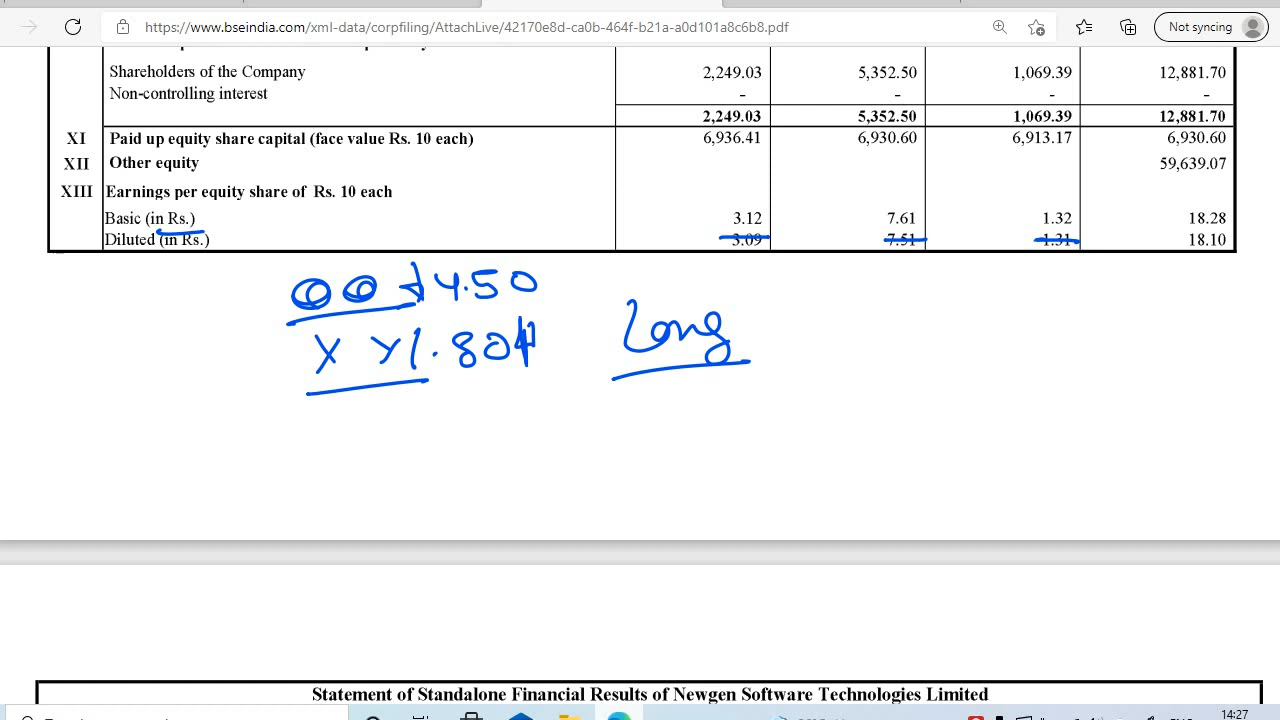 https://www.bseindia.com/xml-data/corpfiling/AttachLive/42170e8d-ca0b-464f-b21a-a0d101a8c6b8.pdf
Not syncing
Shareholders of the Company 2,249.03 5,352.50 1,069.39 12,881.70
Non-controlling interest - - - -
2,249.03 5,352.50 1,069.39 12,881.70
XI Paid up equity share capital (face value Rs. 10 each) 6,936.41 6,930.60 6,913.17 6,930.60
XII Other equity 59,639.07
XIII Earnings per equity share of Rs. 10 each
Basic (in Rs.) 3.12 7.61 1.32 18.28
Diluted (in Rs.) 3.09 7.51 1.31 18.10
4.50
Long
Statement of Standalone Financial Results of Newgen Software Technologies Limited
14:27